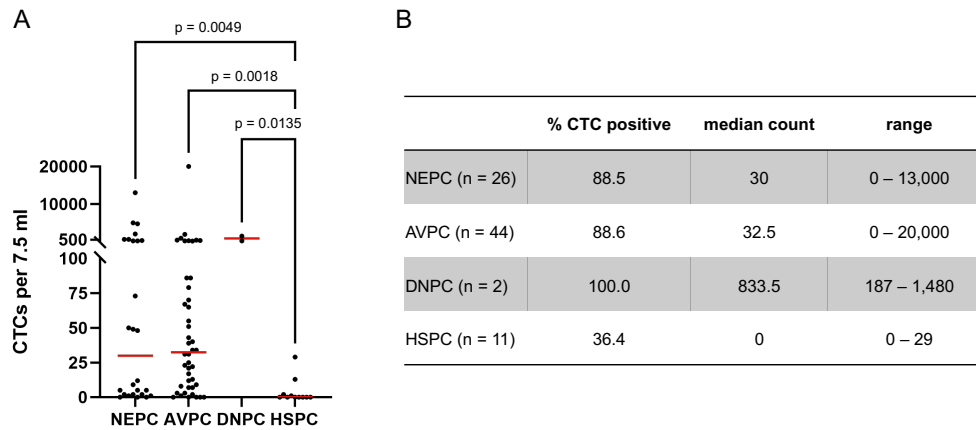 A
p = 0.0049
p = 0.0018
p = 0.0135
CTCs per 7.5 ml
20000
10000
500
100
75
50
25
0
NEPC AVPC DNPC HSPC
B
% CTC positive median count range
NEPC (n = 26) 88.5 30 0 – 13,000
AVPC (n = 44) 88.6 32.5 0 – 20,000
DNPC (n = 2) 100.0 833.5 187 – 1,480
HSPC (n = 11) 36.4 0 0 – 29